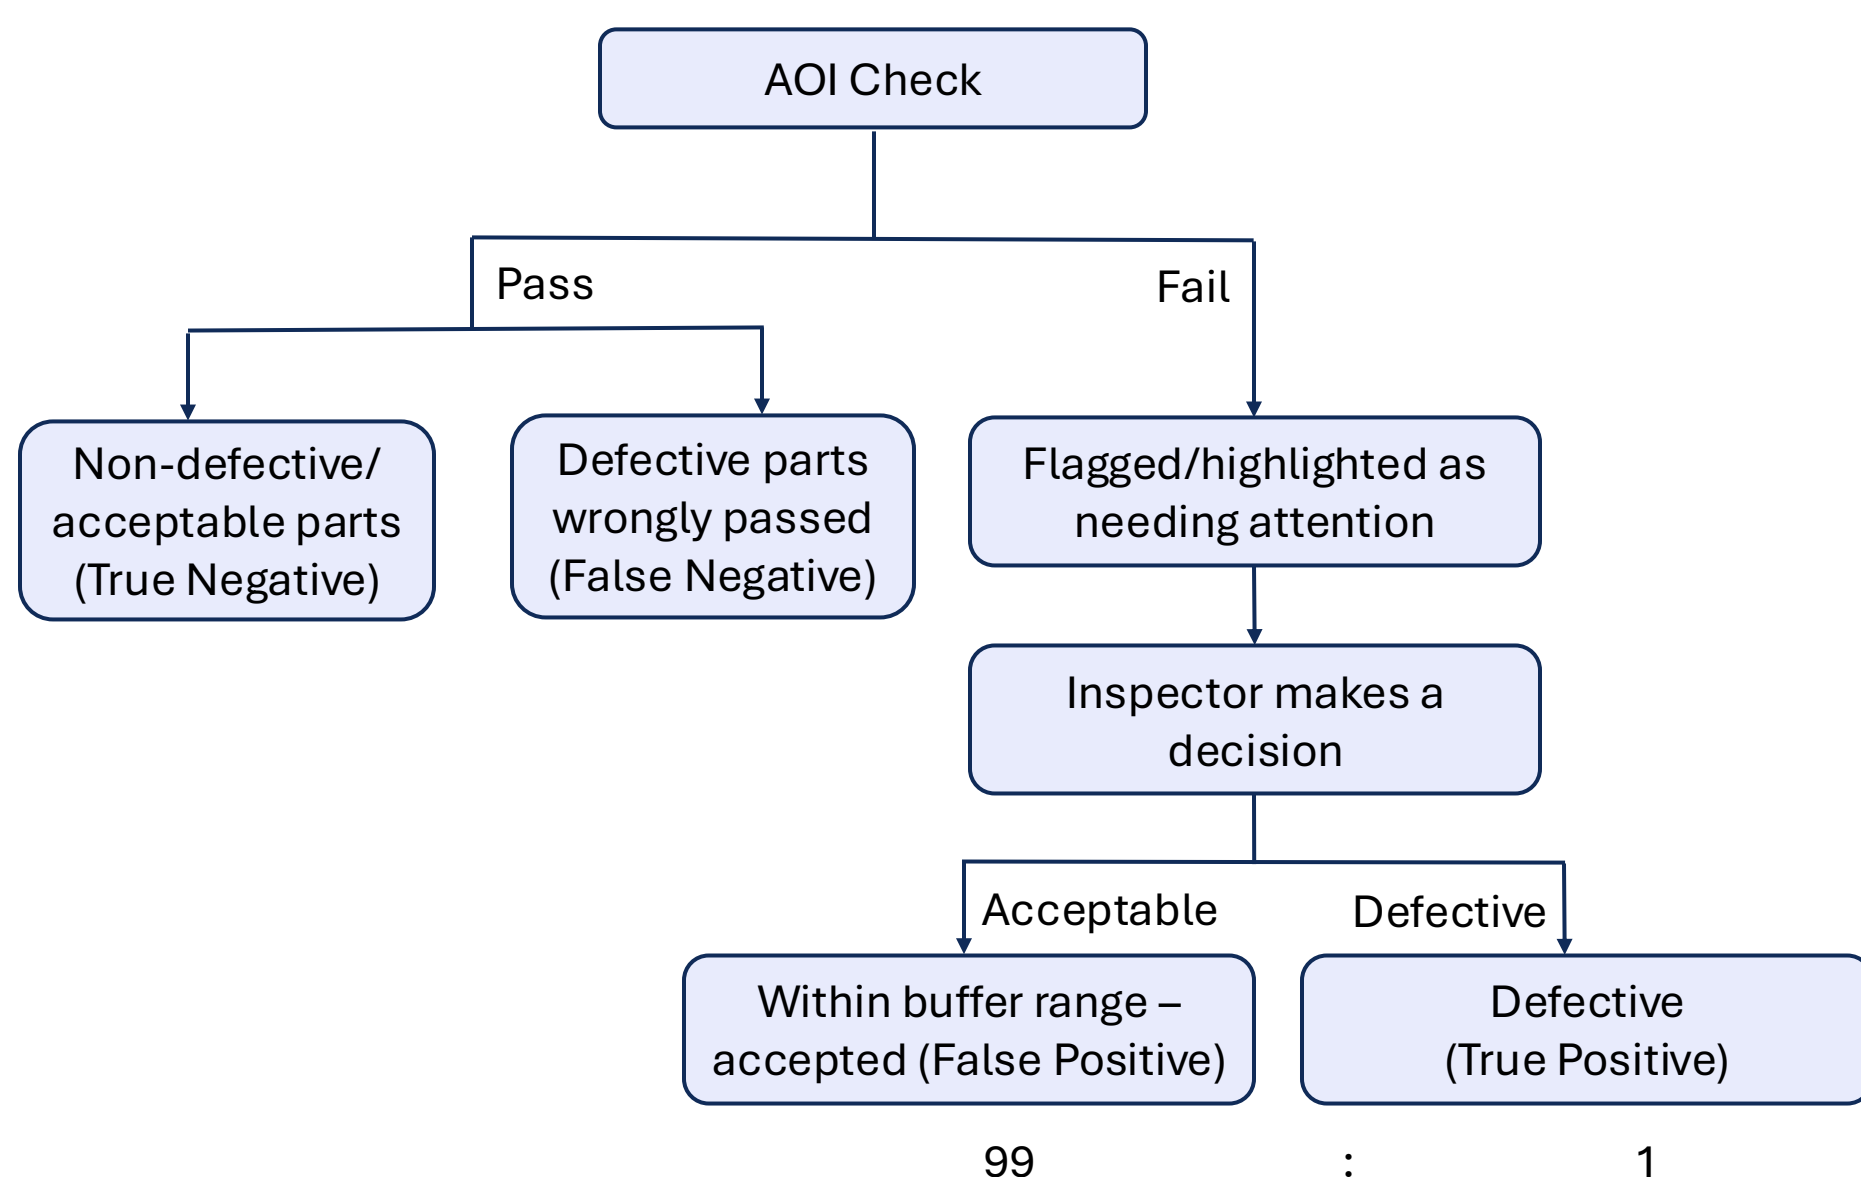 AOI Check
Pass
Fail
Non-defective/
acceptable parts
(True Negative)
Defective parts
wrongly passed
(False Negative)
Flagged/highlighted as
needing attention
Inspector makes a
decision
Acceptable
Defective
Within buffer range –
accepted (False Positive)
Defective
(True Positive)
99 : 1